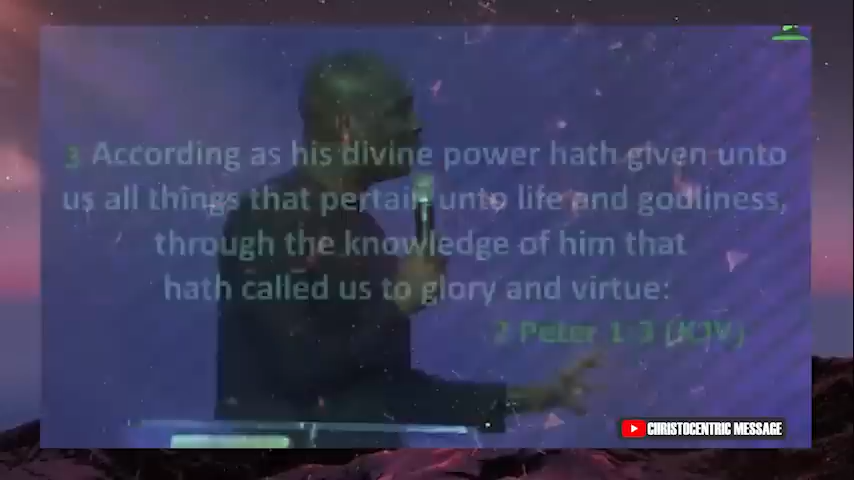 3 According as his divine power hath given unto
us all things that pertain unto life and godliness,
through the knowledge of him that
hath called us to glory and virtue:
2 Peter 1:3 (KJV)
CHRISTOCENTRIC MESSAGE